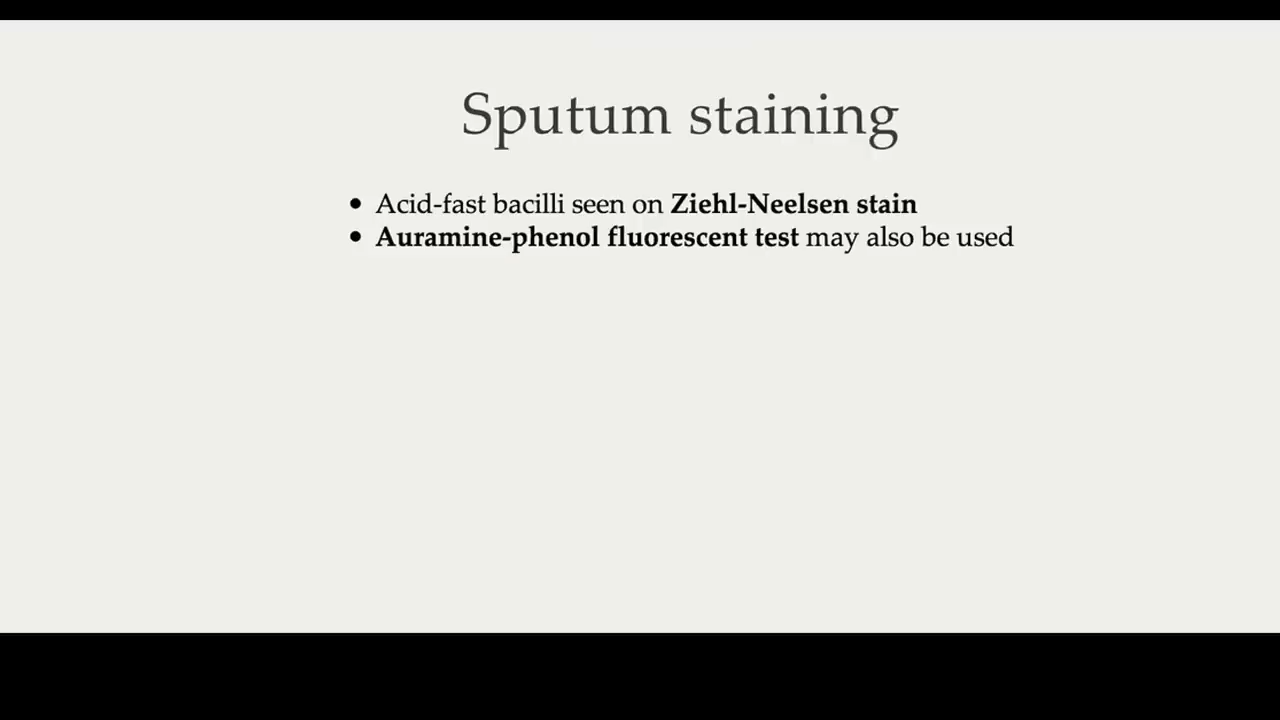 Sputum staining
• Acid-fast bacilli seen on Ziehl-Neelsen stain
• Auramine-phenol fluorescent test may also be used